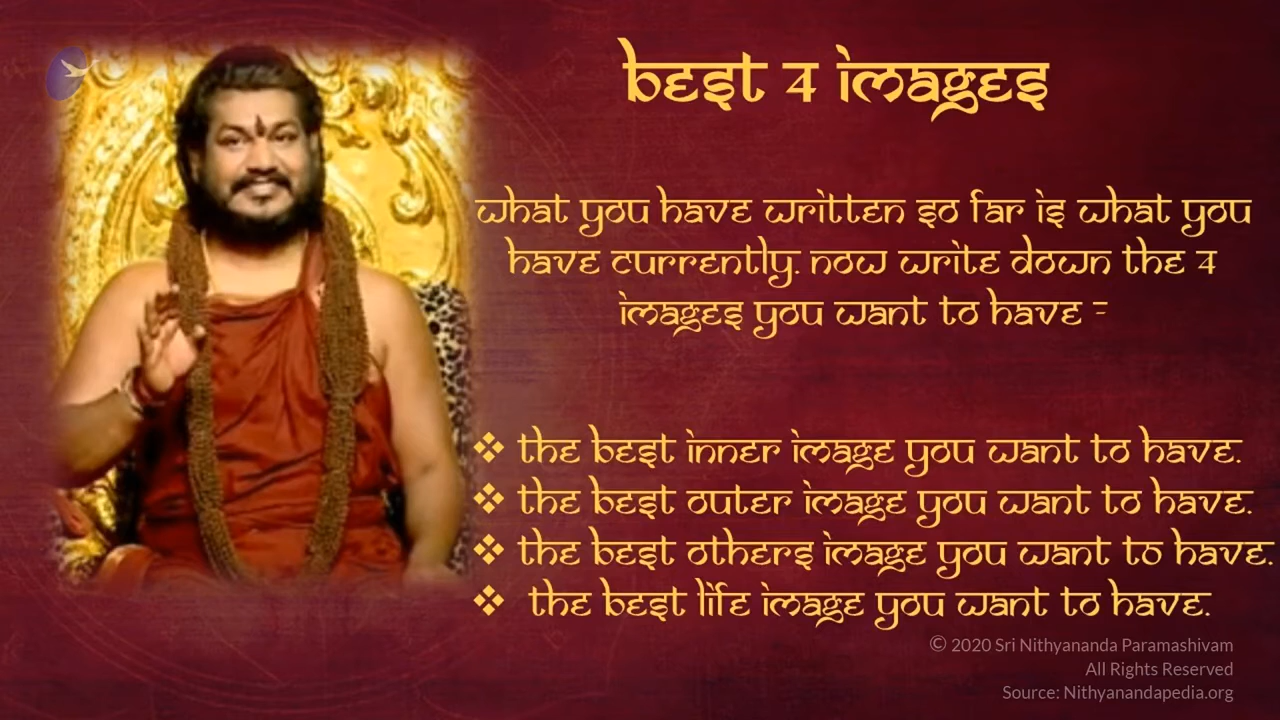 Best 4 Images
What you have written so far is what you
have currently. Now write down the 4
images you want to have -
❖ The best inner image you want to have.
❖ The best outer image you want to have.
❖ The best others image you want to have.
❖ The best life image you want to have.
© 2020 Sri Nithyananda Paramashivam
All Rights Reserved
Source: Nithyanandapedia.org